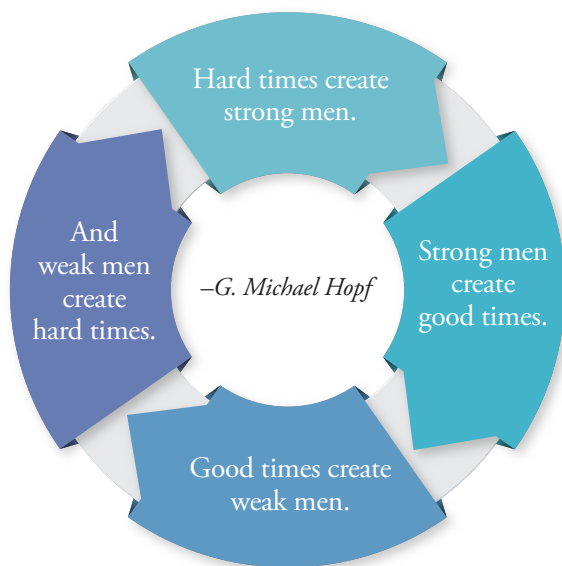 Hard times create
strong men.
Strong men
create
good times.
Good times create
weak men.
And
weak men
create
hard times.
–G. Michael Hopf